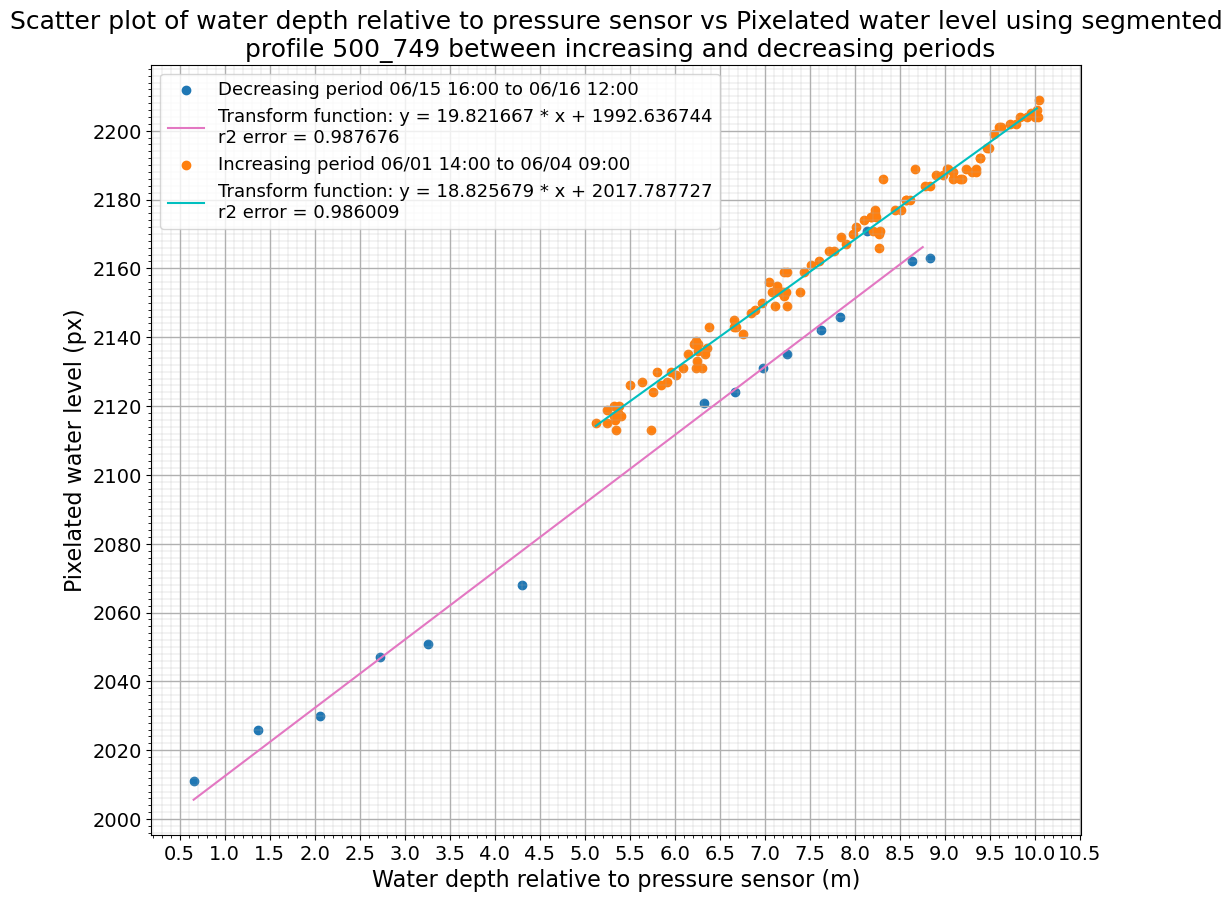 Scatter plot of water depth relative to pressure sensor vs Pixelated water level using segmented
profile 500_749 between increasing and decreasing periods
Decreasing period 06/15 16:00 to 06/16 12:00
Transform function: y = 19.821667 * x + 1992.636744
r2 error = 0.987676
Increasing period 06/01 14:00 to 06/04 09:00
Transform function: y = 18.825679 * x + 2017.787727
r2 error = 0.986009
Pixelated water level (px)
2200
2180
2160
2140
2120
2100
2080
2060
2040
2020
2000
0.5 1.0 1.5 2.0 2.5 3.0 3.5 4.0 4.5 5.0 5.5 6.0 6.5 7.0 7.5 8.0 8.5 9.0 9.5 10.0 10.5
Water depth relative to pressure sensor (m)